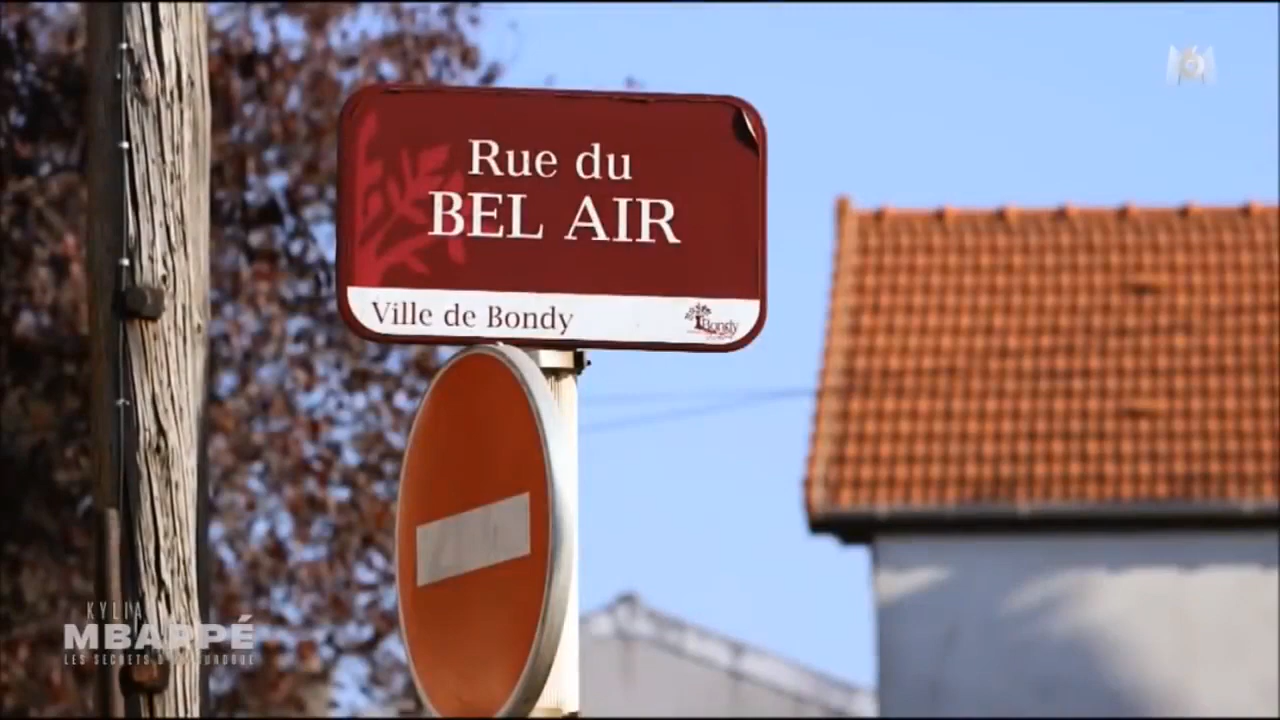 Rue du
BEL AIR
Ville de Bondy
Bondy
MBAPPÉ
LES SECRETS